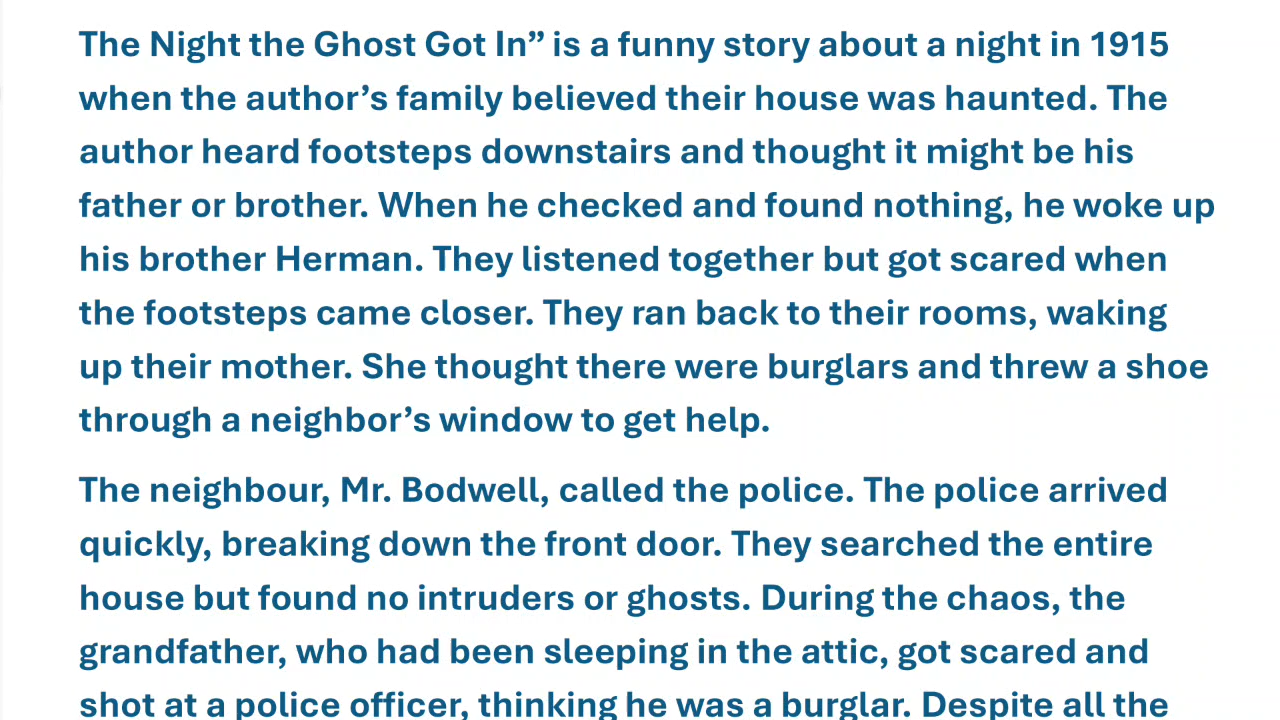 The Night the Ghost Got In” is a funny story about a night in 1915
when the author’s family believed their house was haunted. The
author heard footsteps downstairs and thought it might be his
father or brother. When he checked and found nothing, he woke up
his brother Herman. They listened together but got scared when
the footsteps came closer. They ran back to their rooms, waking
up their mother. She thought there were burglars and threw a shoe
through a neighbor’s window to get help.
The neighbour, Mr. Bodwell, called the police. The police arrived
quickly, breaking down the front door. They searched the entire
house but found no intruders or ghosts. During the chaos, the
grandfather, who had been sleeping in the attic, got scared and
shot at a police officer, thinking he was a burglar. Despite all the